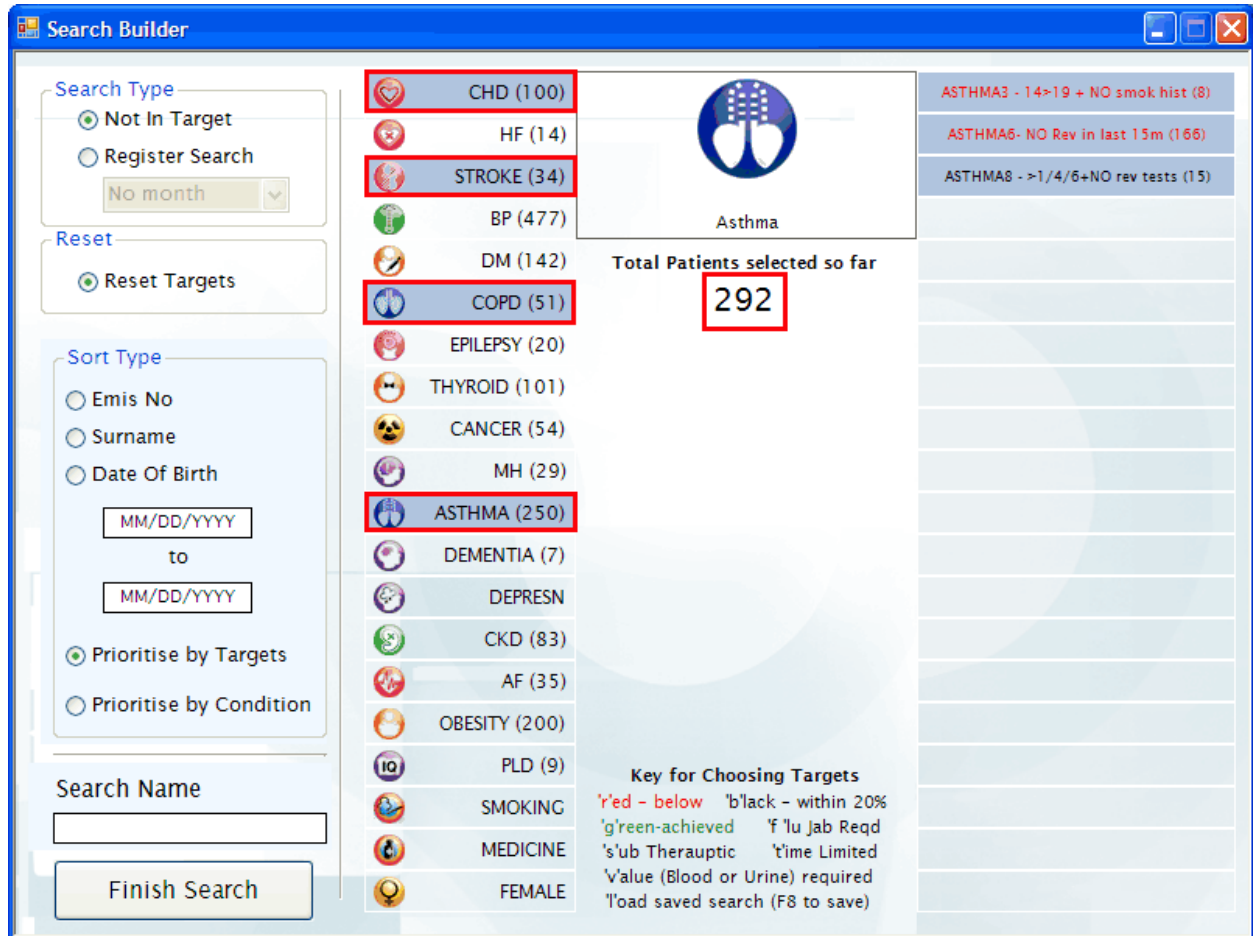 Search Builder
Search Type
Not In Target
Register Search
No month
Reset
Reset Targets
Sort Type
Emis No
Surname
Date Of Birth
MM/DD/YYYY
to
MM/DD/YYYY
Prioritise by Targets
Prioritise by Condition
Search Name
Finish Search
CHD (100)
HF (14)
STROKE (34)
BP (477)
DM (142)
COPD (51)
EPILEPSY (20)
THYROID (101)
CANCER (54)
MH (29)
ASTHMA (250)
DEMENTIA (7)
DEPRESN
CKD (83)
AF (35)
OBESITY (200)
IQ PLD (9)
SMOKING
MEDICINE
FEMALE
Asthma
Total Patients selected so far
292
Key for Choosing Targets
'r'ed – below 'b'lack – within 20%
'g'reen-achieved 'f 'lu Jab Reqd
's'ub Therauptic 't'ime Limited
'v'alue (Blood or Urine) required
'l'oad saved search (F8 to save)
ASTHMA3 - 14>19 + NO smok hist (8)
ASTHMA6- NO Rev in last 15m (166)
ASTHMA8 - >1/4/6+NO rev tests (15)